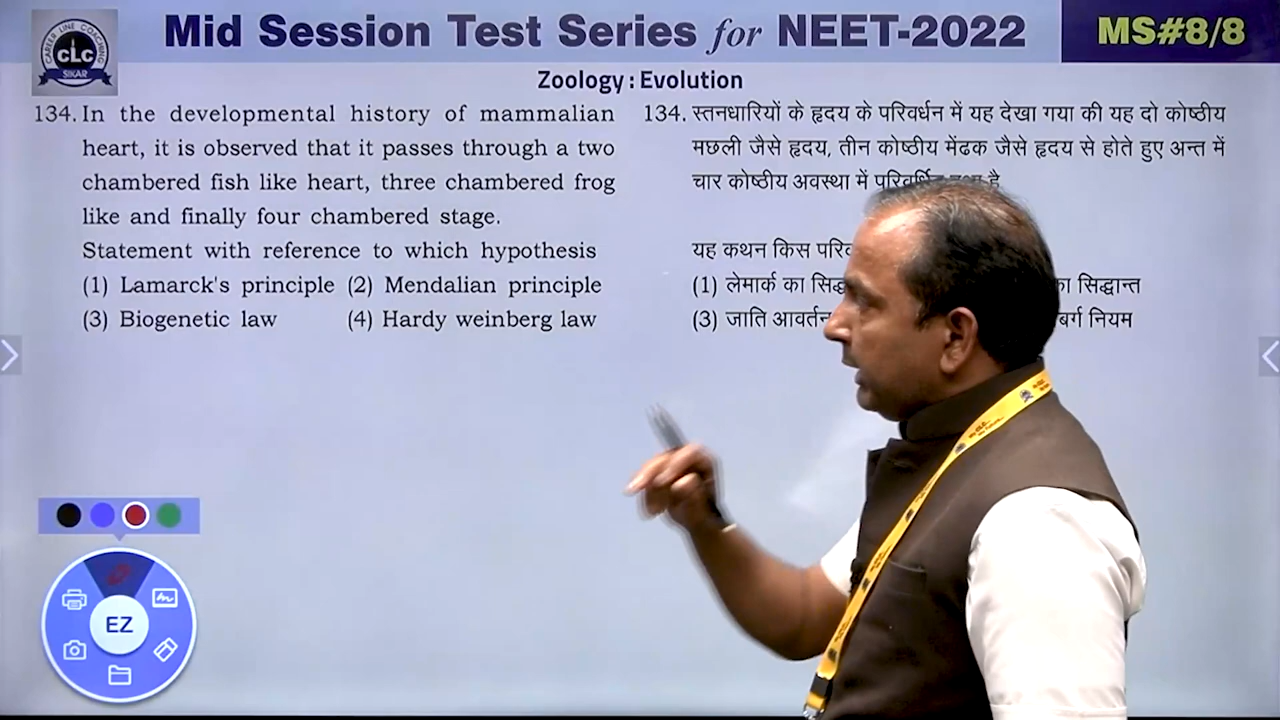 CAREER LINE COACHING
CLC
SIKAR
Mid Session Test Series for NEET-2022
MS#8/8
Zoology : Evolution
134. In the developmental history of mammalian
heart, it is observed that it passes through a two
chambered fish like heart, three chambered frog
like and finally four chambered stage.
Statement with reference to which hypothesis
(1) Lamarck's principle (2) Mendalian principle
(3) Biogenetic law (4) Hardy weinberg law
134. स्तनधारियों के हृदय के परिवर्धन में यह देखा गया की यह दो कोष्ठीय
मछली जैसे हृदय, तीन कोष्ठीय मेंढक जैसे हृदय से होते हुए अन्त में
चार कोष्ठीय अवस्था में है
यह कथन किस
(1) लेमार्क का का सिद्धान्त
(3) जाति नियम
EZ